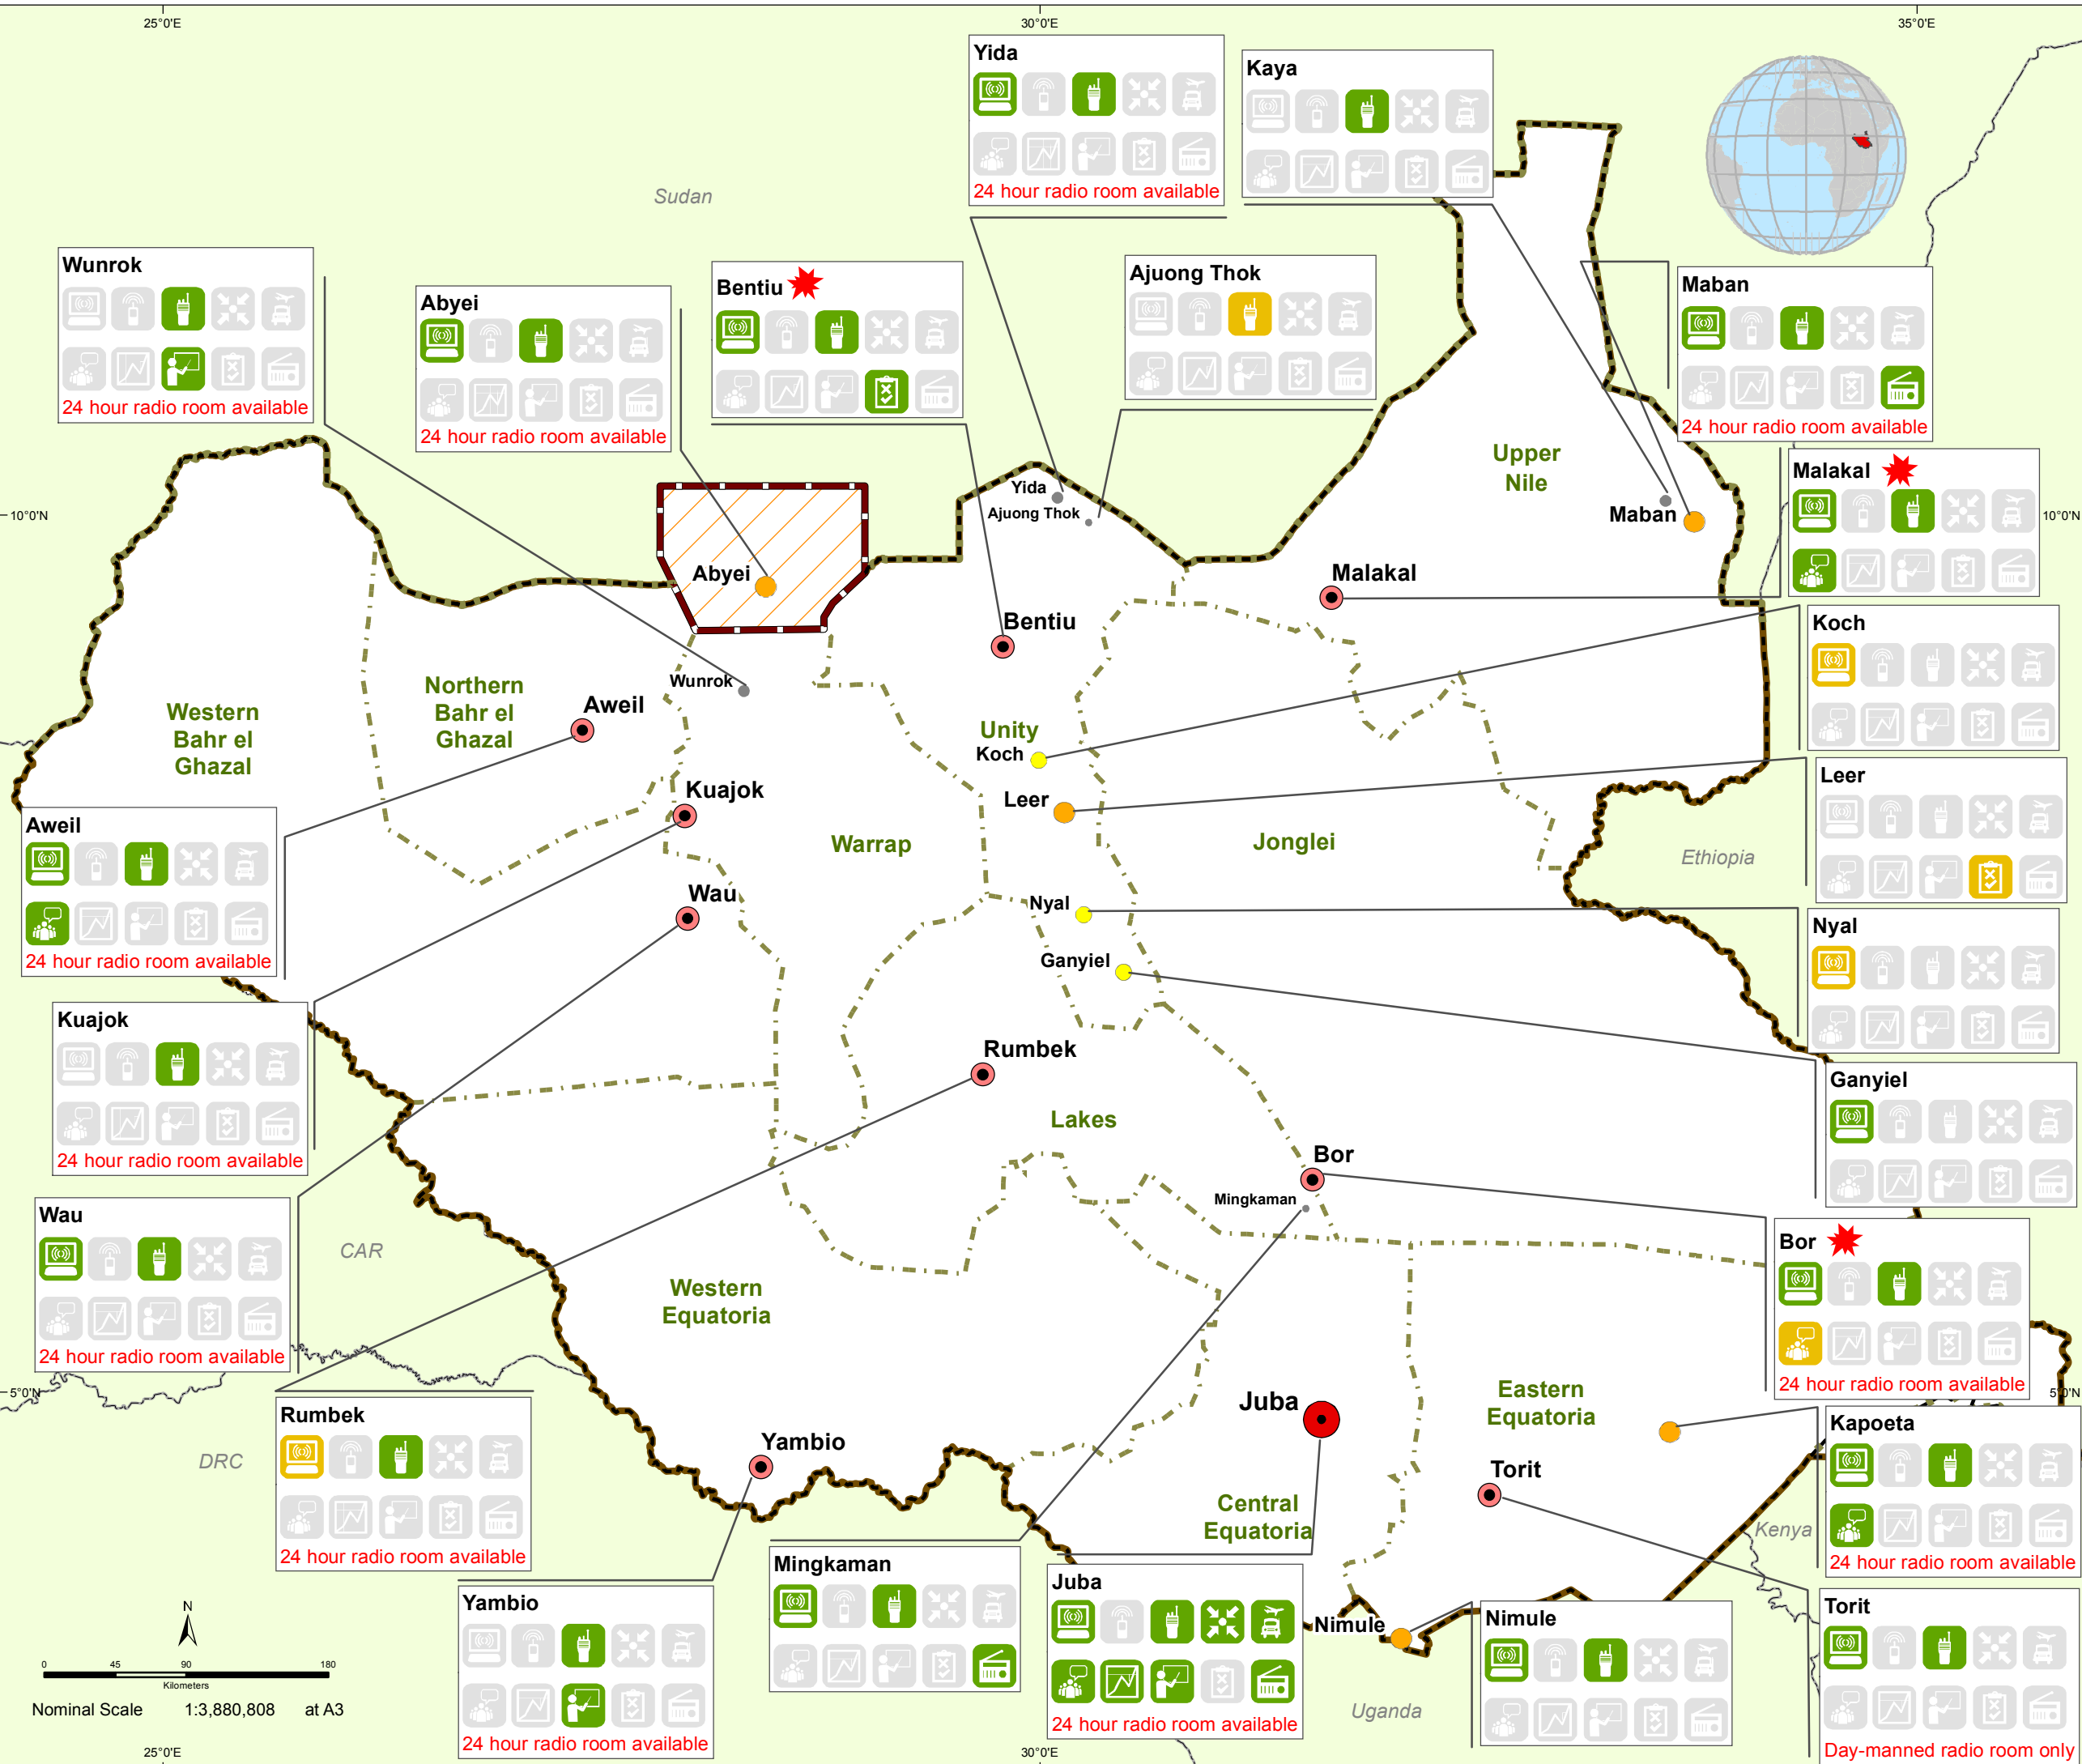 25°0'E
30°0'E
35°0'E
Yida
24 hour radio room available
Kaya
Sudan
Wunrok
24 hour radio room available
Abyei
24 hour radio room available
Bentiu
Ajuong Thok
Maban
24 hour radio room available
Malakal
Upper
Nile
10°0'N
10°0'N
Yida
Ajuong Thok
Maban
Abyei
Malakal
Bentiu
Koch
Wunrok
Northern
Bahr el
Ghazal
Aweil
Western
Bahr el
Ghazal
Unity
Koch
Leer
Kuajok
Leer
Aweil
24 hour radio room available
Warrap
Jonglei
Ethiopia
Wau
Nyal
Nyal
Ganyiel
Kuajok
24 hour radio room available
Rumbek
Ganyiel
Lakes
Bor
Mingkaman
Wau
24 hour radio room available
CAR
Western
Equatoria
Bor
24 hour radio room available
5°0'N
5°0'N
Juba
Eastern
Equatoria
Rumbek
24 hour radio room available
DRC
Yambio
Kapoeta
24 hour radio room available
Torit
Central
Equatoria
Kenya
Mingkaman
Juba
24 hour radio room available
Yambio
24 hour radio room available
Nimule
Nimule
Torit
Day-manned radio room only
Uganda
N
0 45 90 180
Kilometers
Nominal Scale 1:3,880,808 at A3
25°0'E
30°0'E